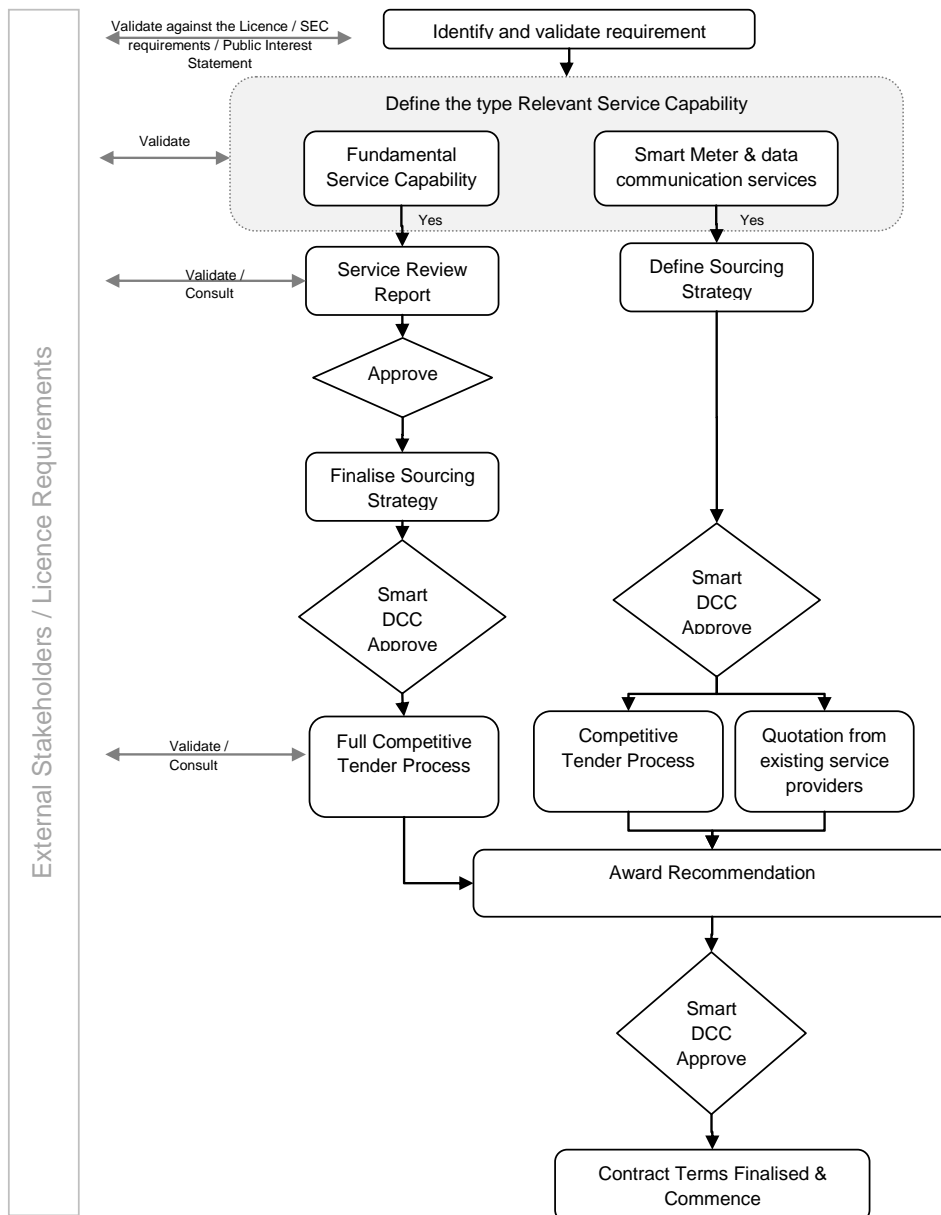 Validate against the Licence / SEC
requirements / Public Interest
Statement
Identify and validate requirement
Define the type Relevant Service Capability
Validate
Fundamental
Service Capability
Smart Meter & data
communication services
Yes
Yes
Validate /
Consult
Service Review
Report
Define Sourcing
Strategy
Approve
Finalise Sourcing
Strategy
Smart
DCC
Approve
Smart
DCC
Approve
Validate /
Consult
Full Competitive
Tender Process
Competitive
Tender Process
Quotation from
existing service
providers
Award Recommendation
Smart
DCC
Approve
Contract Terms Finalised &
Commence
External Stakeholders / Licence Requirements